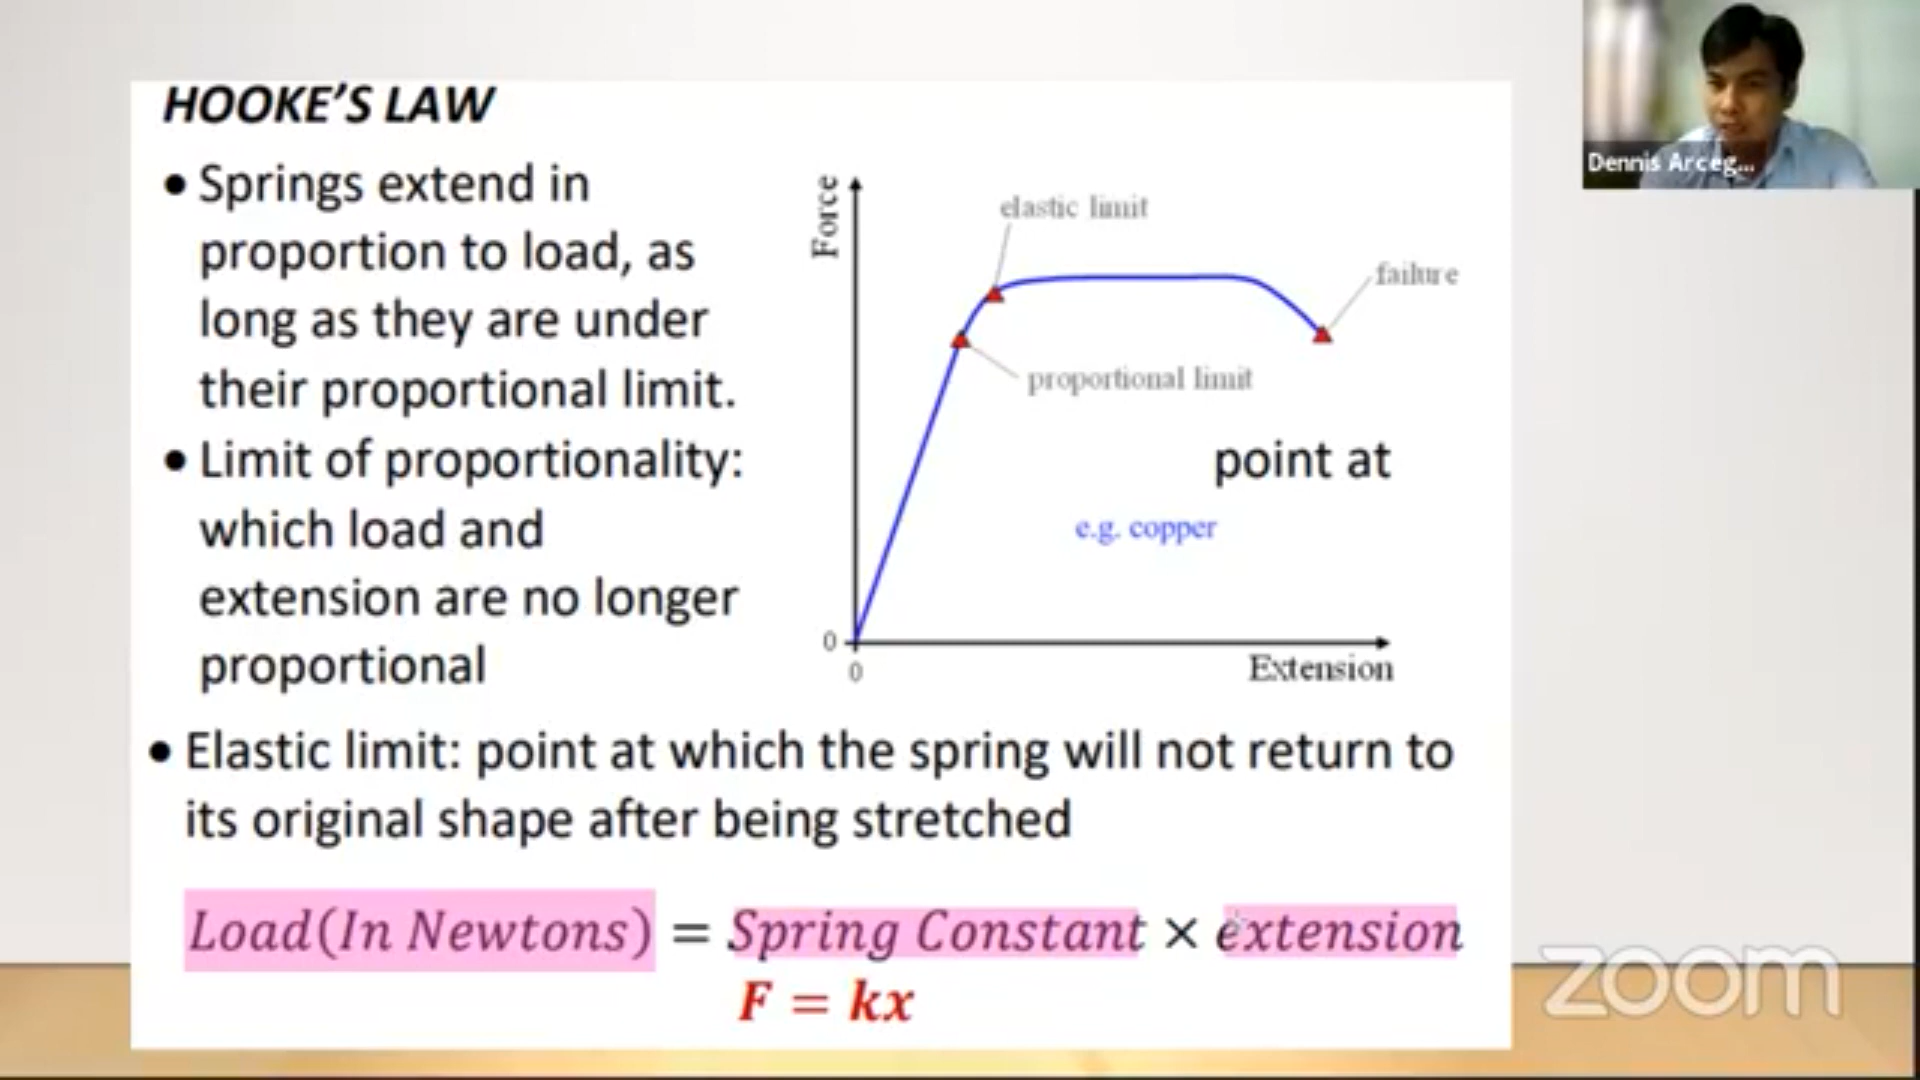 HOOKE'S LAW
• Springs extend in
proportion to load, as
long as they are under
their proportional limit.
• Limit of proportionality: point at
which load and
extension are no longer
proportional
Force
elastic limit
failure
proportional limit
e.g. copper
0
0
Extension
• Elastic limit: point at which the spring will not return to
its original shape after being stretched
Load(In Newtons) = Spring Constant × extension
F = kx
Dennis Arceg...
zoom